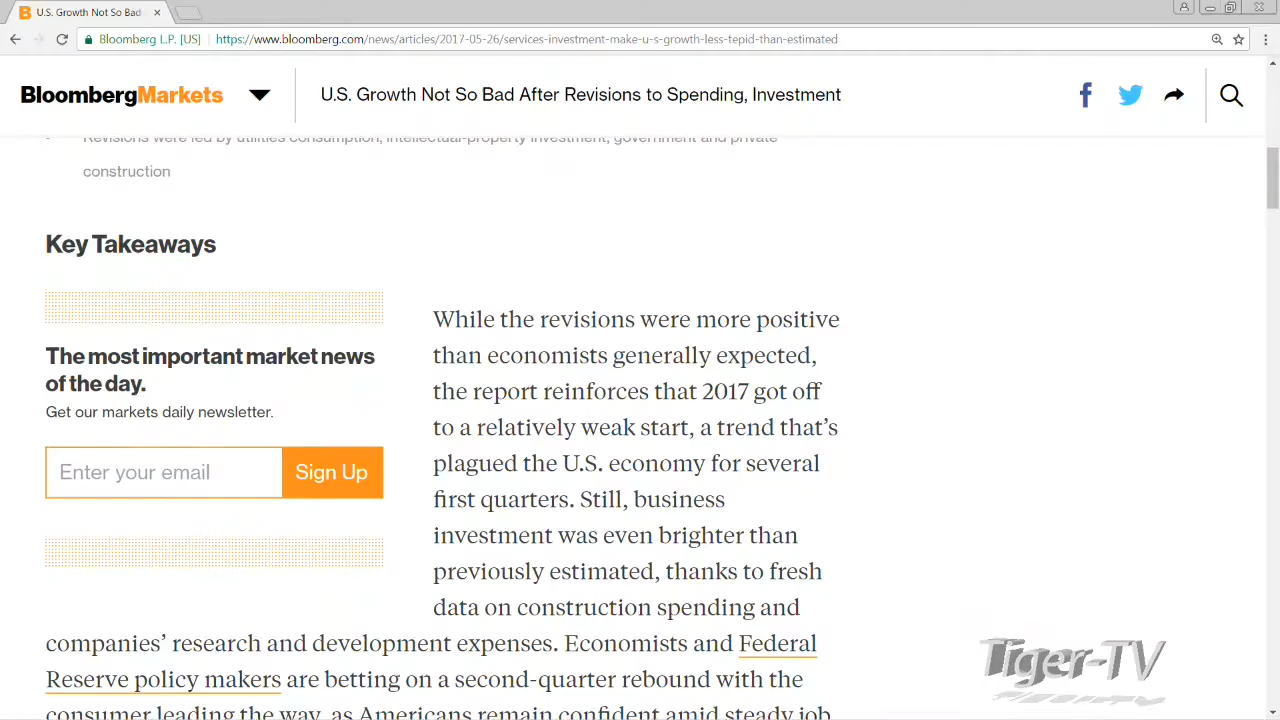 U.S. Growth Not So Bad
Bloomberg L.P. [US]
https://www.bloomberg.com/news/articles/2017-05-26/services-investment-make-u-s-growth-less-tepid-than-estimated
BloombergMarkets
U.S. Growth Not So Bad After Revisions to Spending, Investment
Revisions were led by utilities consumption, intellectual-property investment, government and private
construction
Key Takeaways
The most important market news
of the day.
Get our markets daily newsletter.
Enter your email
Sign Up
While the revisions were more positive
than economists generally expected,
the report reinforces that 2017 got off
to a relatively weak start, a trend that's
plagued the U.S. economy for several
first quarters. Still, business
investment was even brighter than
previously estimated, thanks to fresh
data on construction spending and
companies' research and development expenses. Economists and Federal
Reserve policy makers are betting on a second-quarter rebound with the
consumer leading the way, as Americans remain confident amid steady job
Tiger-TV